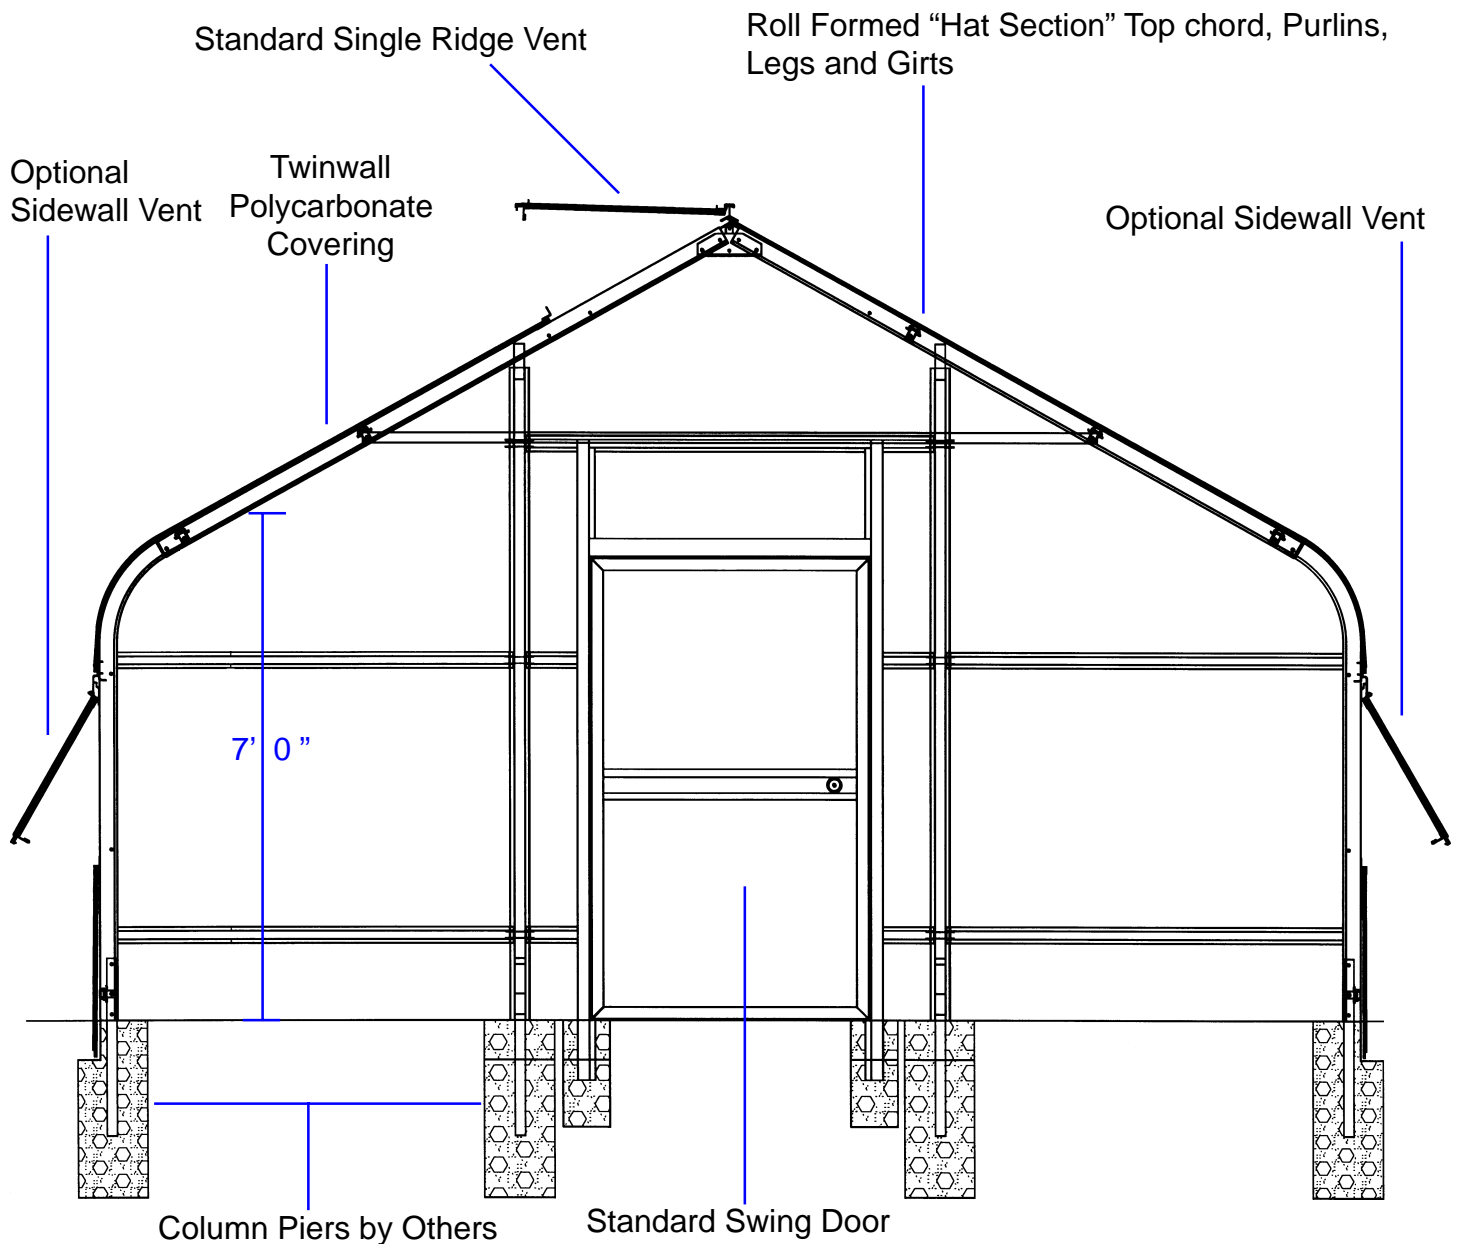 Standard Single Ridge Vent
Roll Formed “Hat Section” Top chord, Purlins,
Legs and Girts
Optional
Sidewall Vent
Twinwall
Polycarbonate
Covering
Optional Sidewall Vent
7’ 0 ”
Column Piers by Others
Standard Swing Door